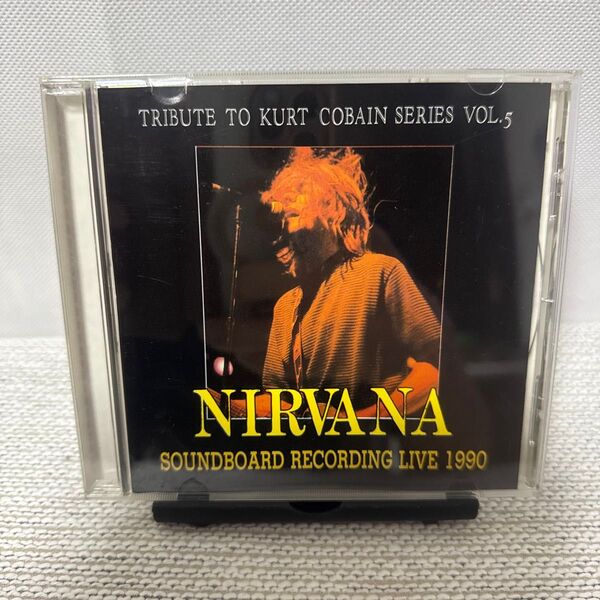 TRIBUTE TO KURT COBAIN SERIES VOL.5
NIRVANA
SOUNDBOARD RECORDING LIVE 1990